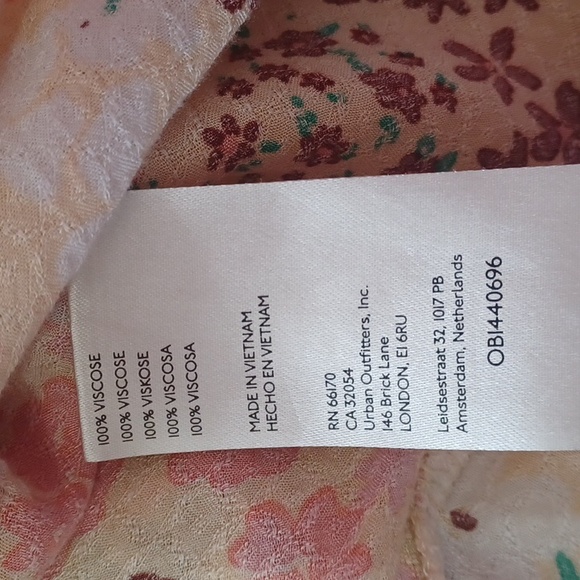 100% VISCOSE
100% VISCOSE
100% VISKOSE
100% VISCOSA
100% VISCOSA
MADE IN VIETNAM
HECHO EN VIETNAM
RN 66170
CA 32054
Urban Outfitters, Inc.
146 Brick Lane
LONDON, E1 6RU
Leidsestraat 32, 1017 PB
Amsterdam, Netherlands
OB1440696